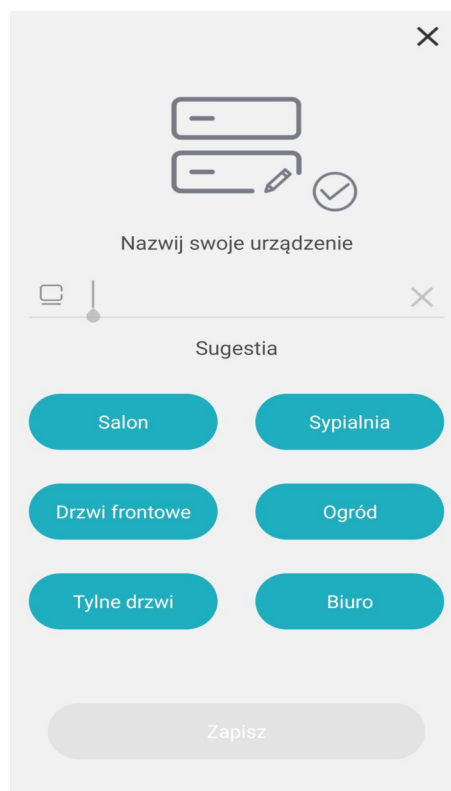 Nazwij swoje urządzenie
Sugestia
Salon
Sypialnia
Drzwi frontowe
Ogród
Tylne drzwi
Biuro
Zapisz